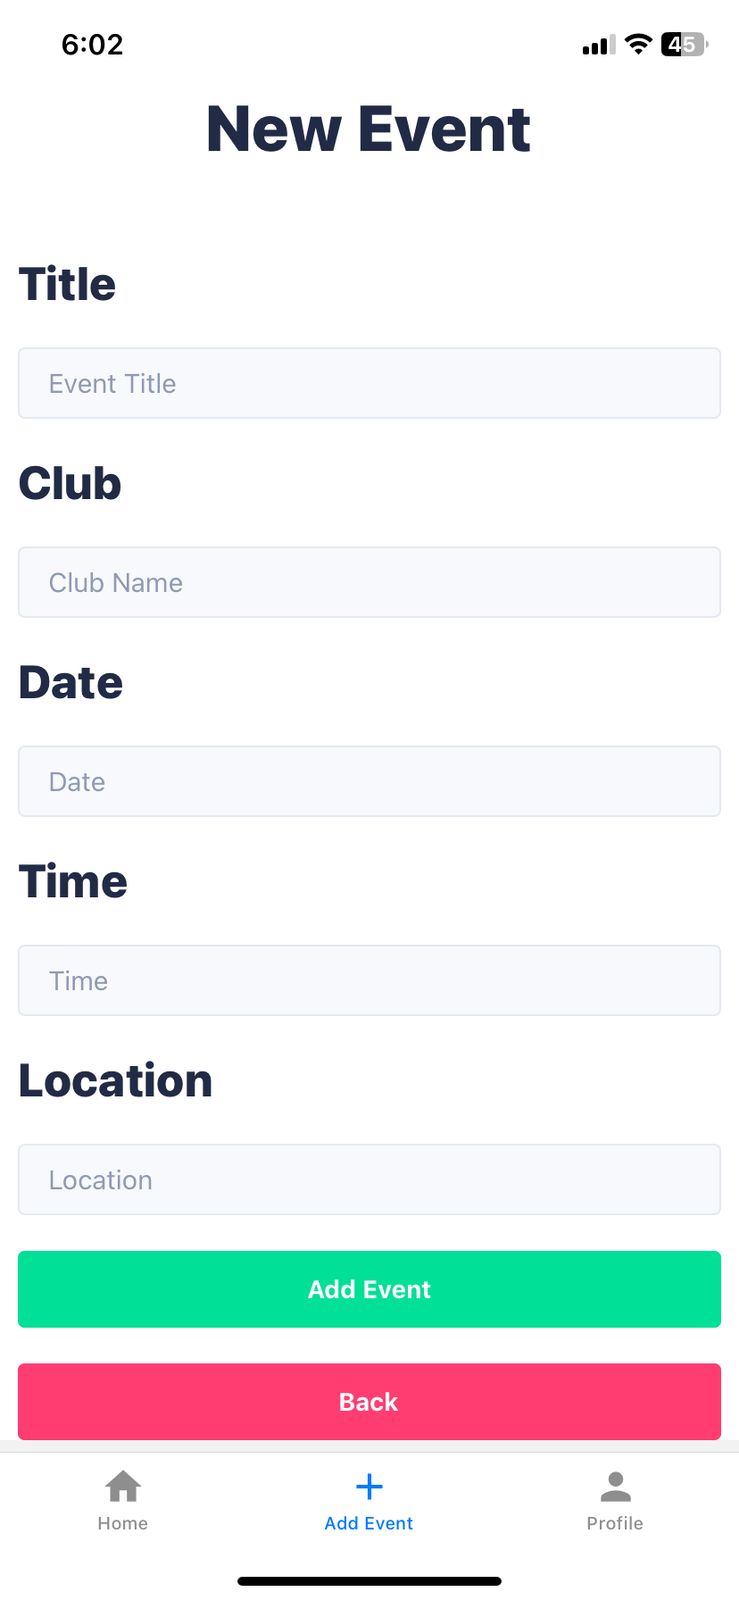 6:02
45
New Event
Title
Event Title
Club
Club Name
Date
Date
Time
Time
Location
Location
Add Event
Back
Home
Add Event
Profile